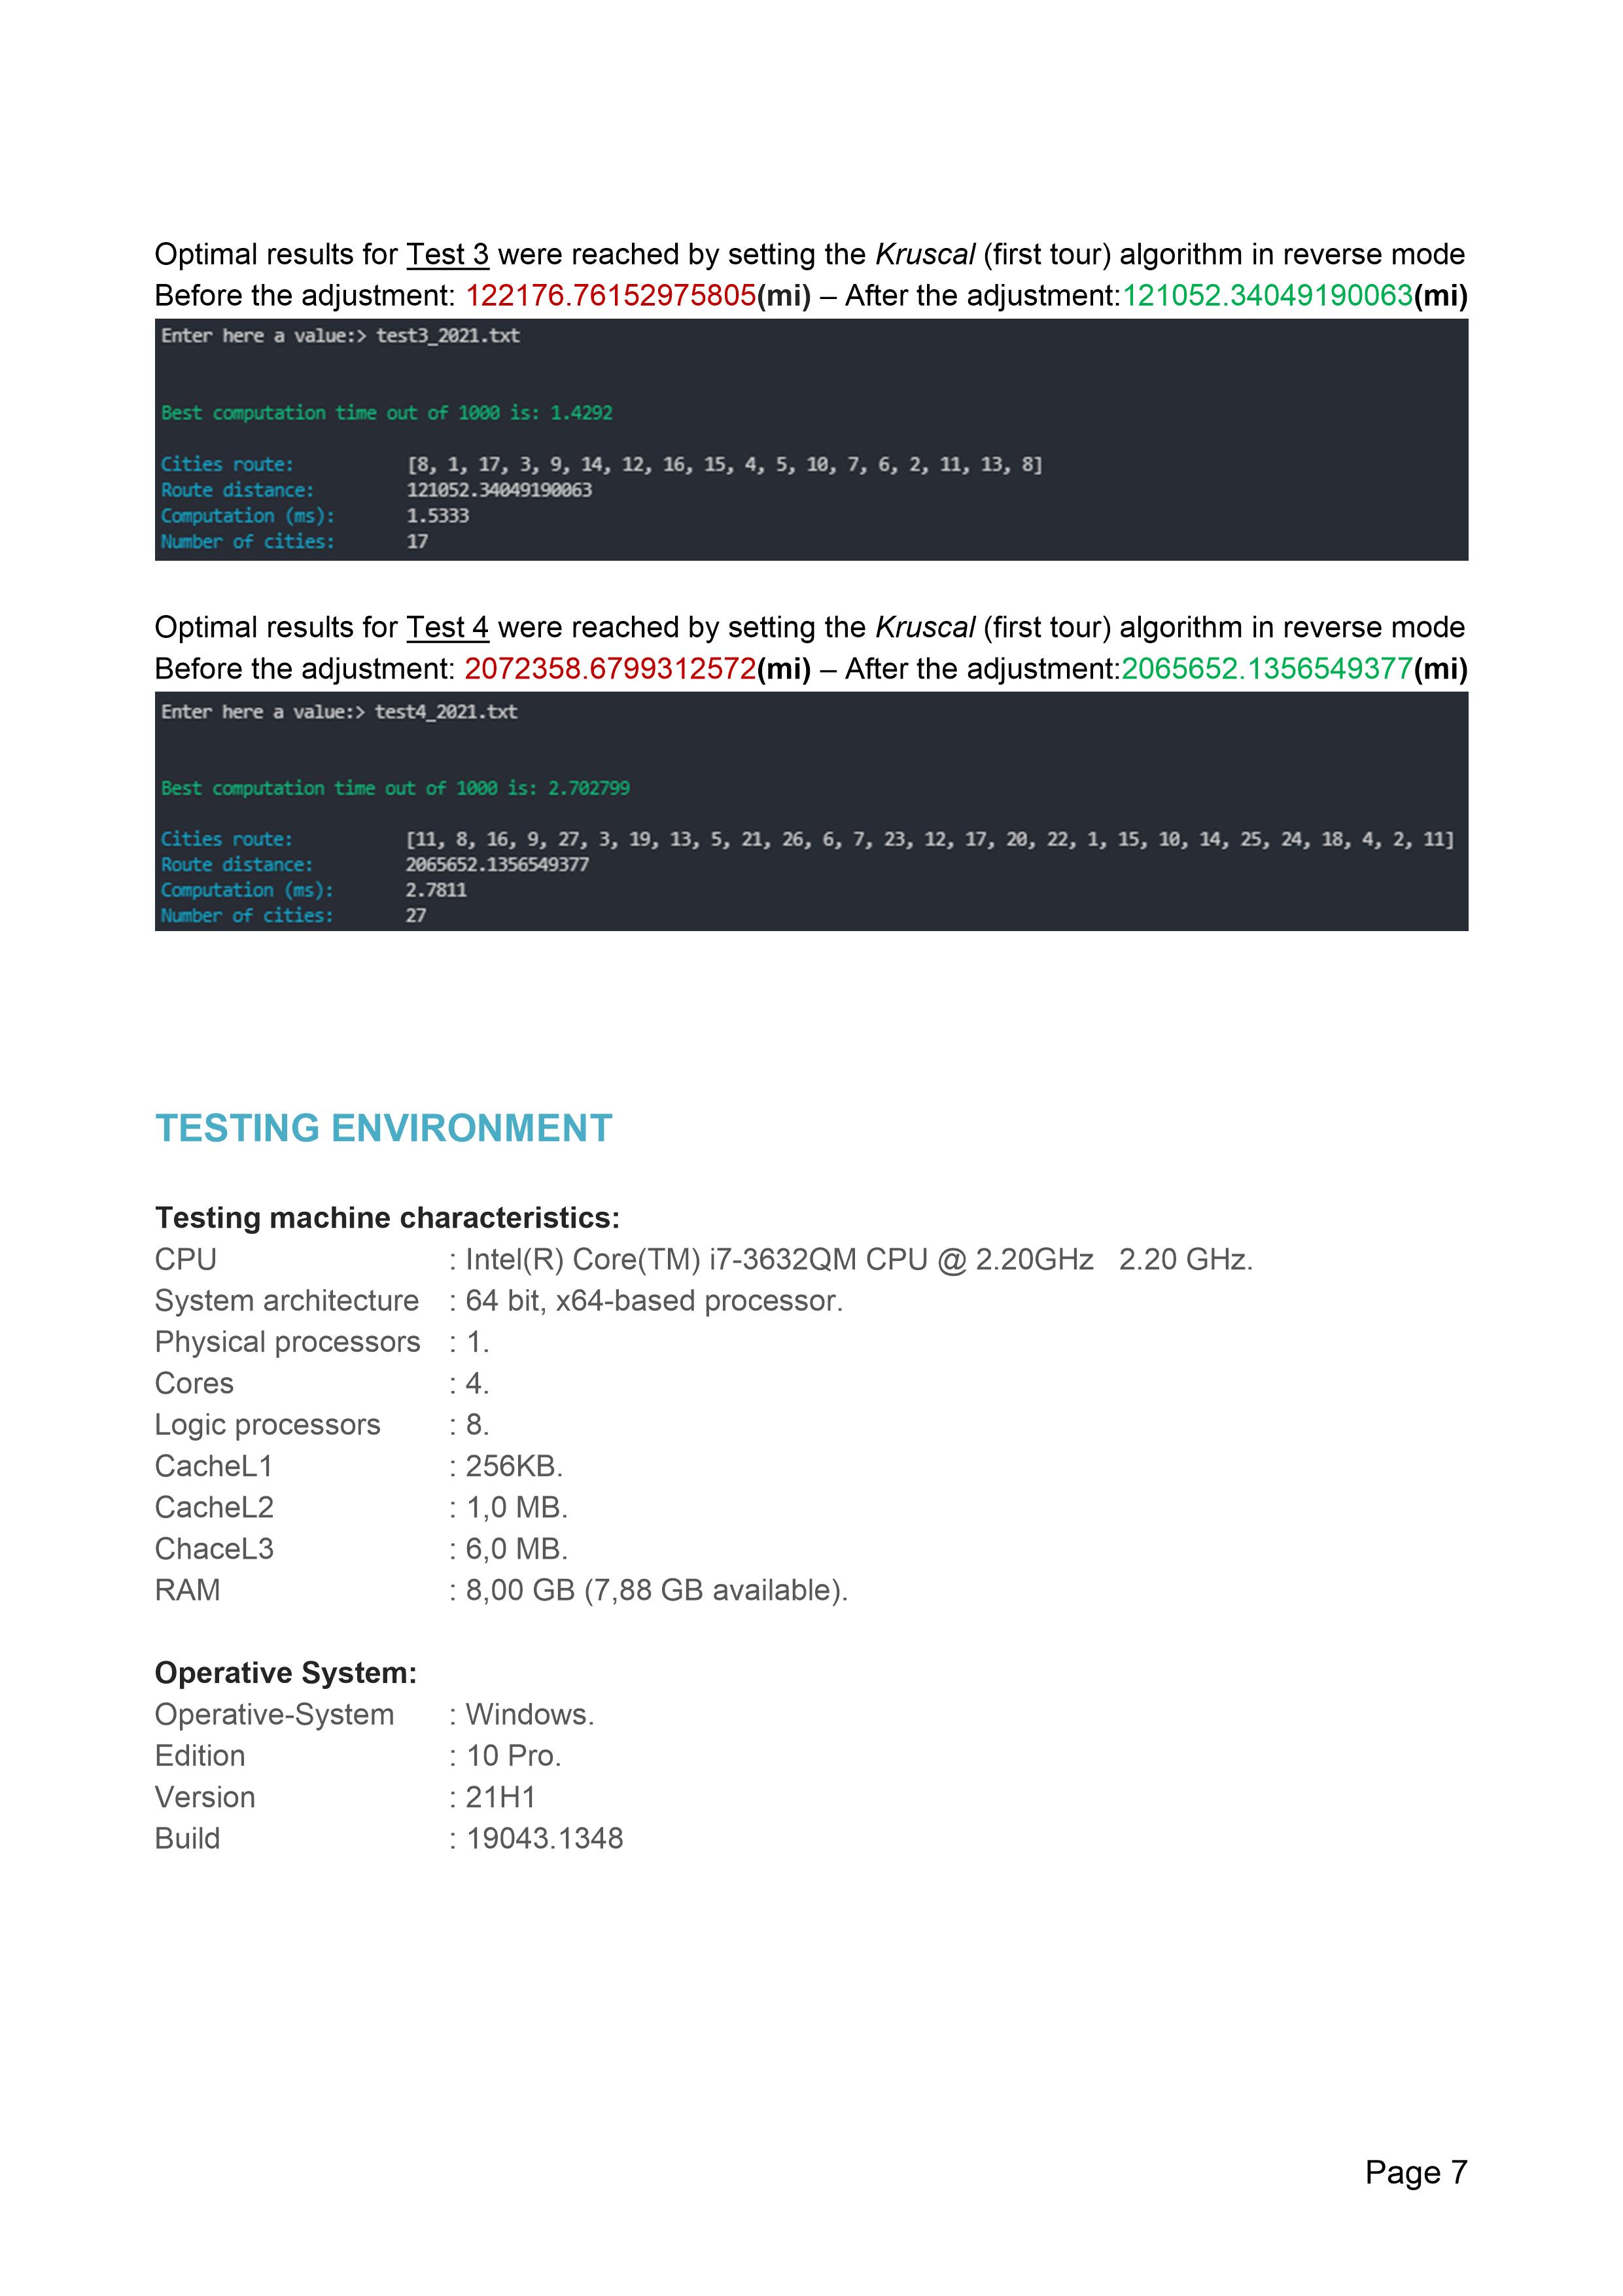 Optimal results for Test 3 were reached by setting the Kruscal (first tour) algorithm in reverse mode
Before the adjustment: 122176.76152975805(mi) – After the adjustment:121052.34049190063(mi)
Enter here a value:> test3_2021.txt
Best computation time out of 1000 is: 1.4292
Cities route: [8, 1, 17, 3, 9, 14, 12, 16, 15, 4, 5, 10, 7, 6, 2, 11, 13, 8]
Route distance: 121052.34049190063
Computation (ms): 1.5333
Number of cities: 17
Optimal results for Test 4 were reached by setting the Kruscal (first tour) algorithm in reverse mode
Before the adjustment: 2072358.6799312572(mi) – After the adjustment:2065652.1356549377(mi)
Enter here a value:> test4_2021.txt
Best computation time out of 1000 is: 2.702799
Cities route: [11, 8, 16, 9, 27, 3, 19, 13, 5, 21, 26, 6, 7, 23, 12, 17, 20, 22, 1, 15, 10, 14, 25, 24, 18, 4, 2, 11]
Route distance: 2065652.1356549377
Computation (ms): 2.7811
Number of cities: 27
TESTING ENVIRONMENT
Testing machine characteristics:
CPU : Intel(R) Core(TM) i7-3632QM CPU @ 2.20GHz 2.20 GHz.
System architecture : 64 bit, x64-based processor.
Physical processors : 1.
Cores : 4.
Logic processors : 8.
CacheL1 : 256KB.
CacheL2 : 1,0 MB.
ChaceL3 : 6,0 MB.
RAM : 8,00 GB (7,88 GB available).
Operative System:
Operative-System : Windows.
Edition : 10 Pro.
Version : 21H1
Build : 19043.1348
Page 7